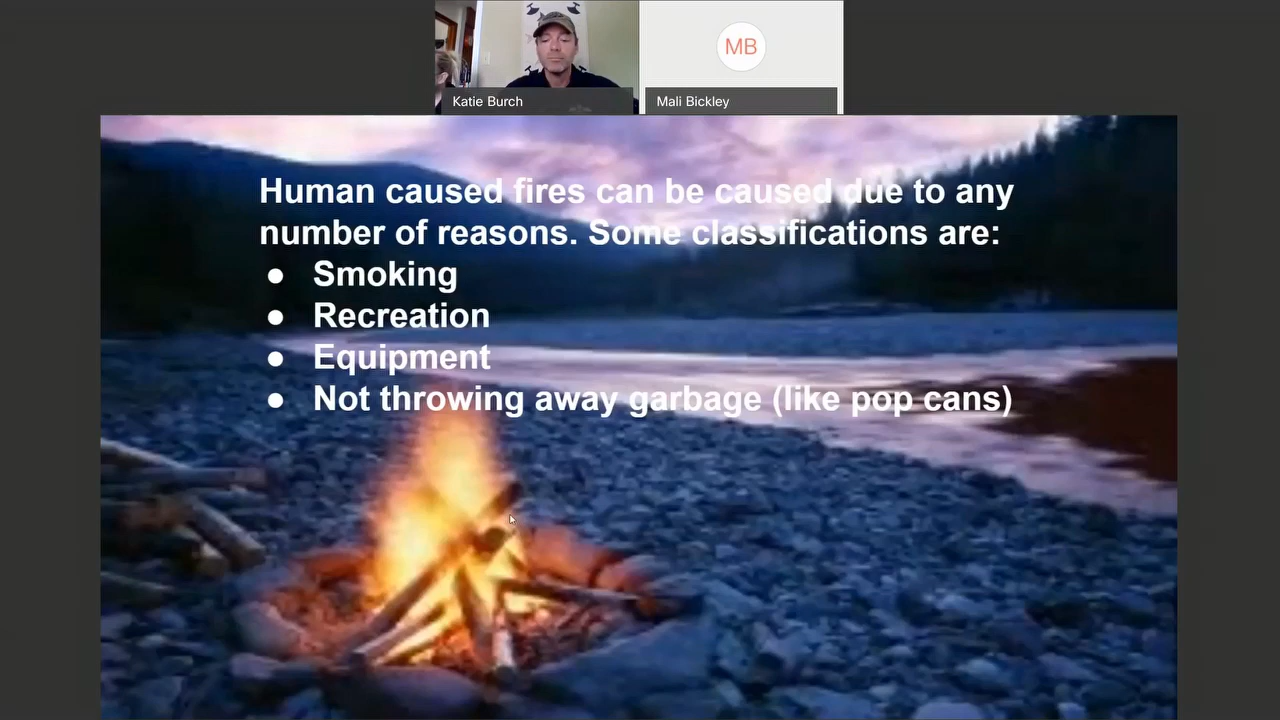 Katie Burch
MB
Mali Bickley
Human caused fires can be caused due to any
number of reasons. Some classifications are:
● Smoking
● Recreation
● Equipment
● Not throwing away garbage (like pop cans)